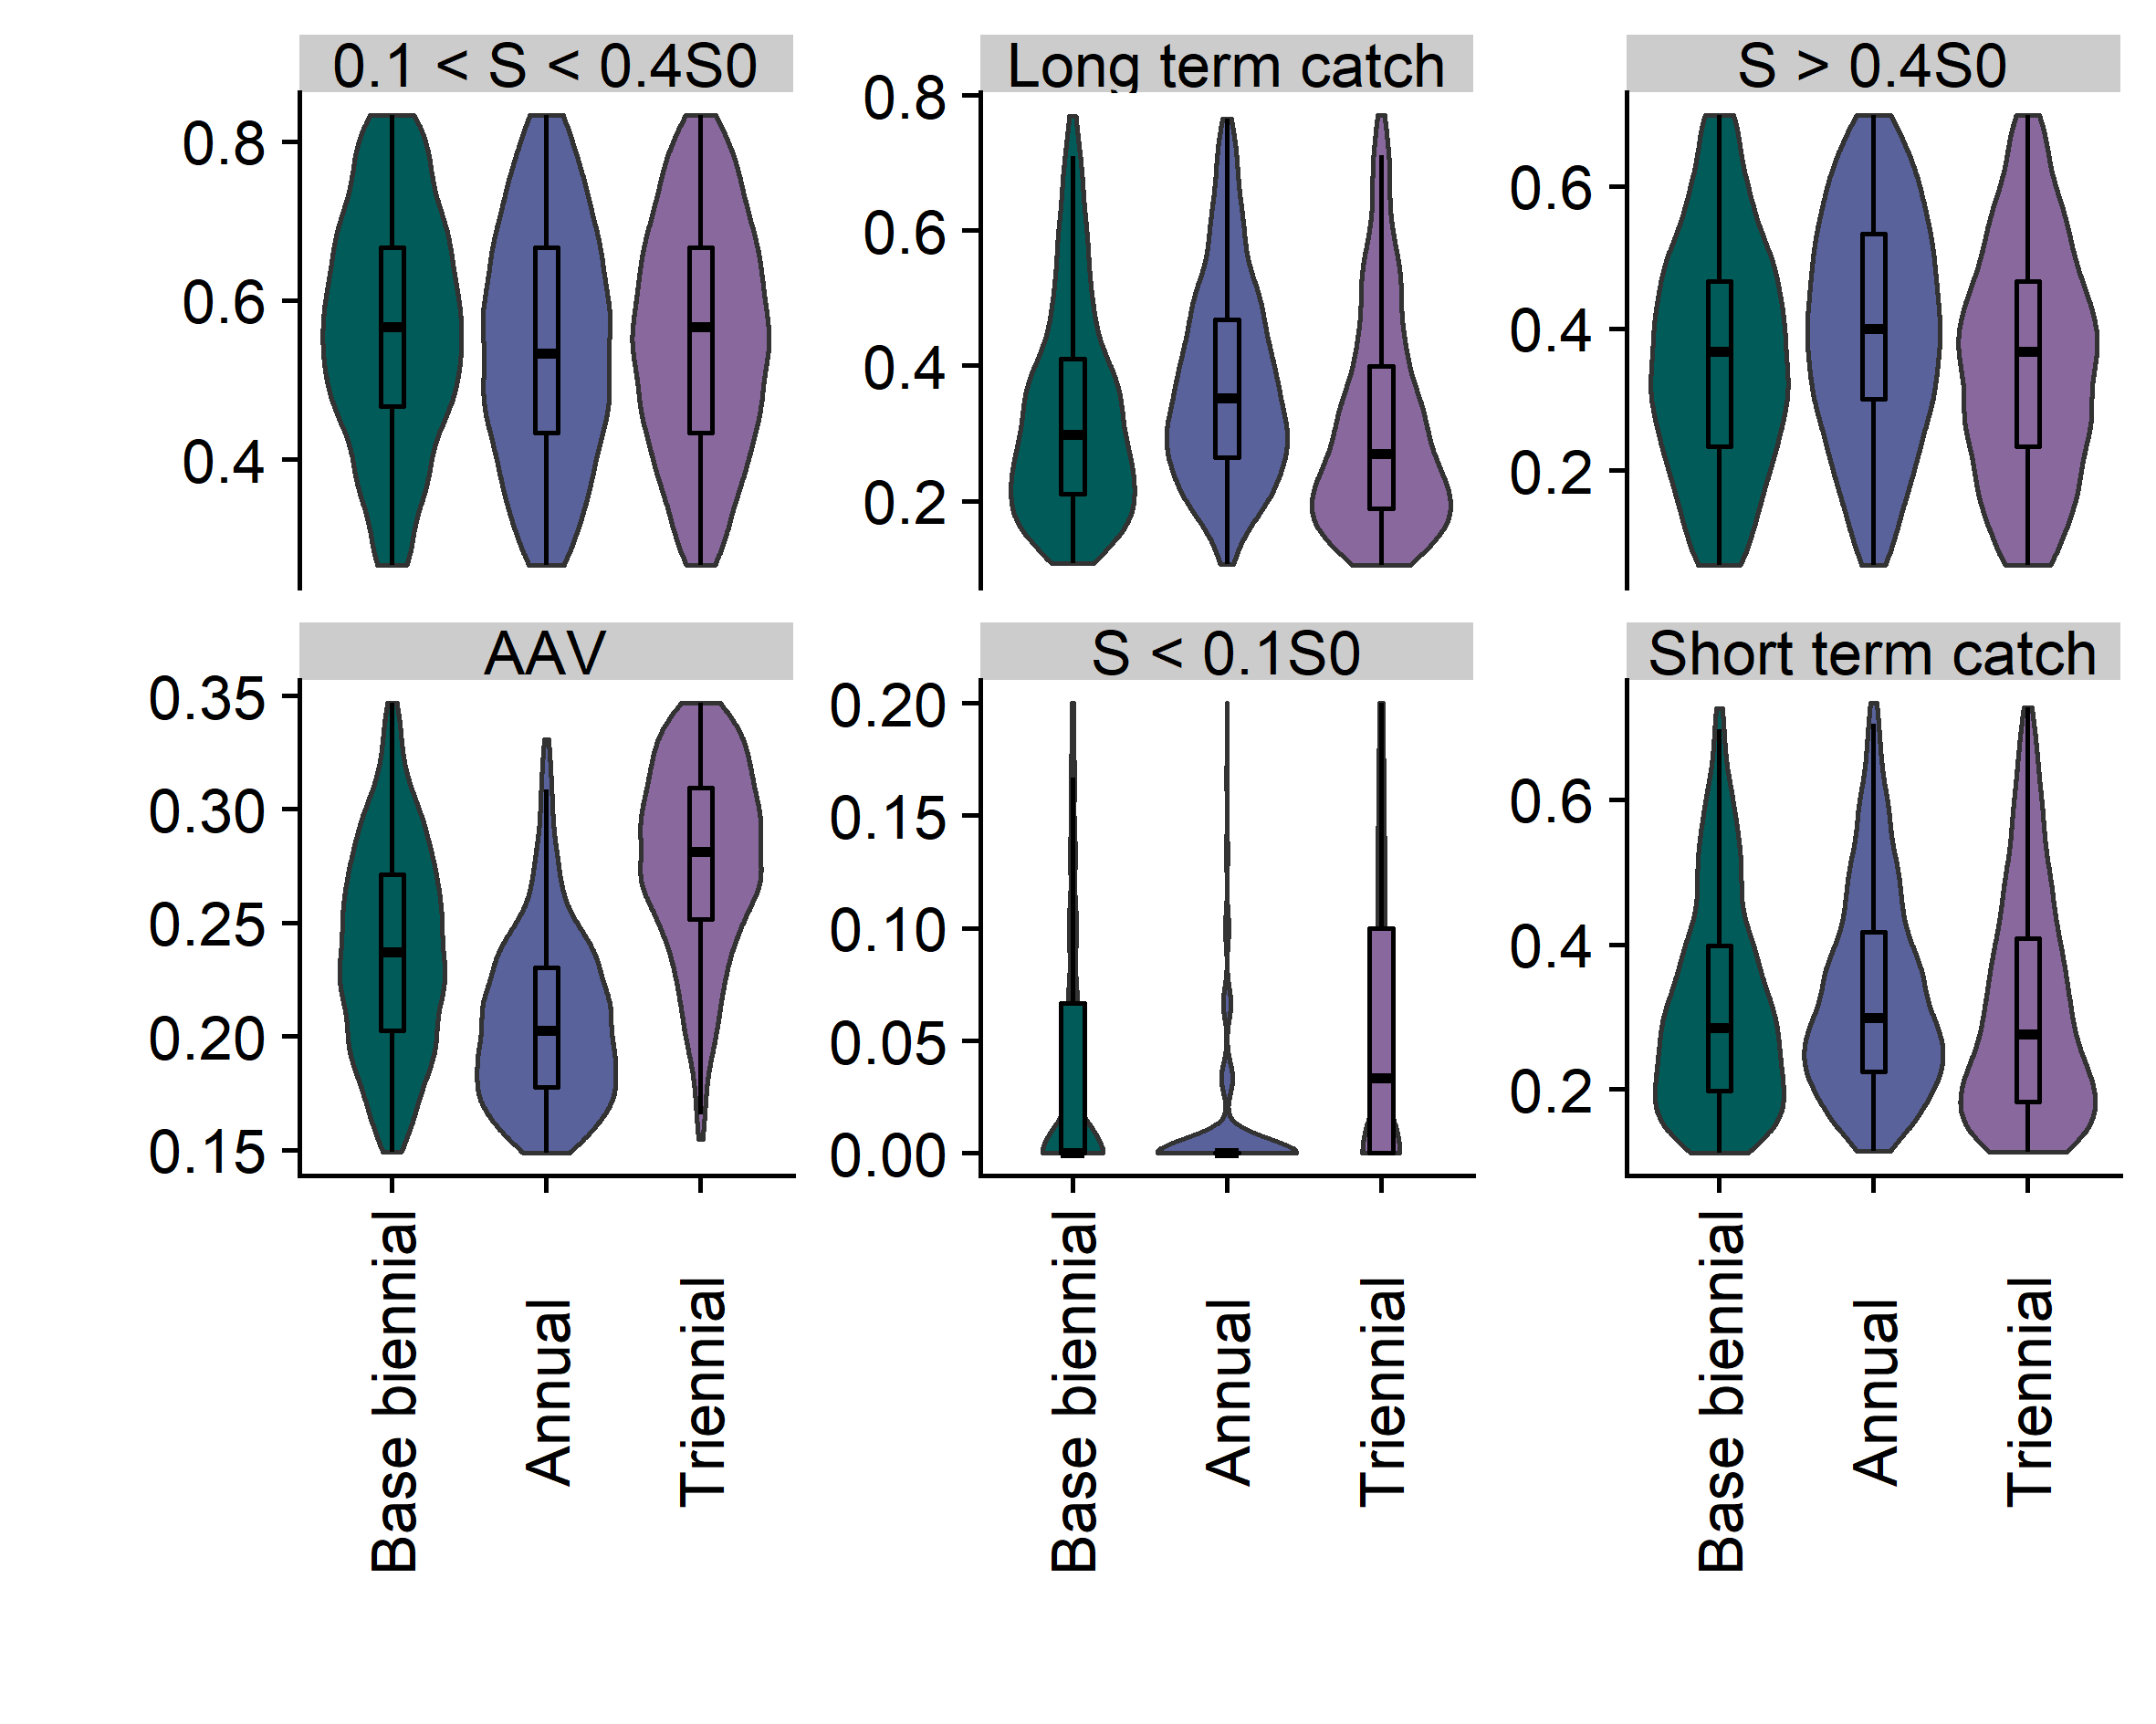 0.1 < S < 0.4S0
Long term catch
S > 0.4S0
0.8
0.6
0.4
0.8
0.6
0.4
0.2
0.6
0.4
0.2
AAV
S < 0.1S0
Short term catch
0.35
0.30
0.25
0.20
0.15
0.20
0.15
0.10
0.05
0.00
0.6
0.4
0.2
Base biennial
Annual
Triennial
Base biennial
Annual
Triennial
Base biennial
Annual
Triennial